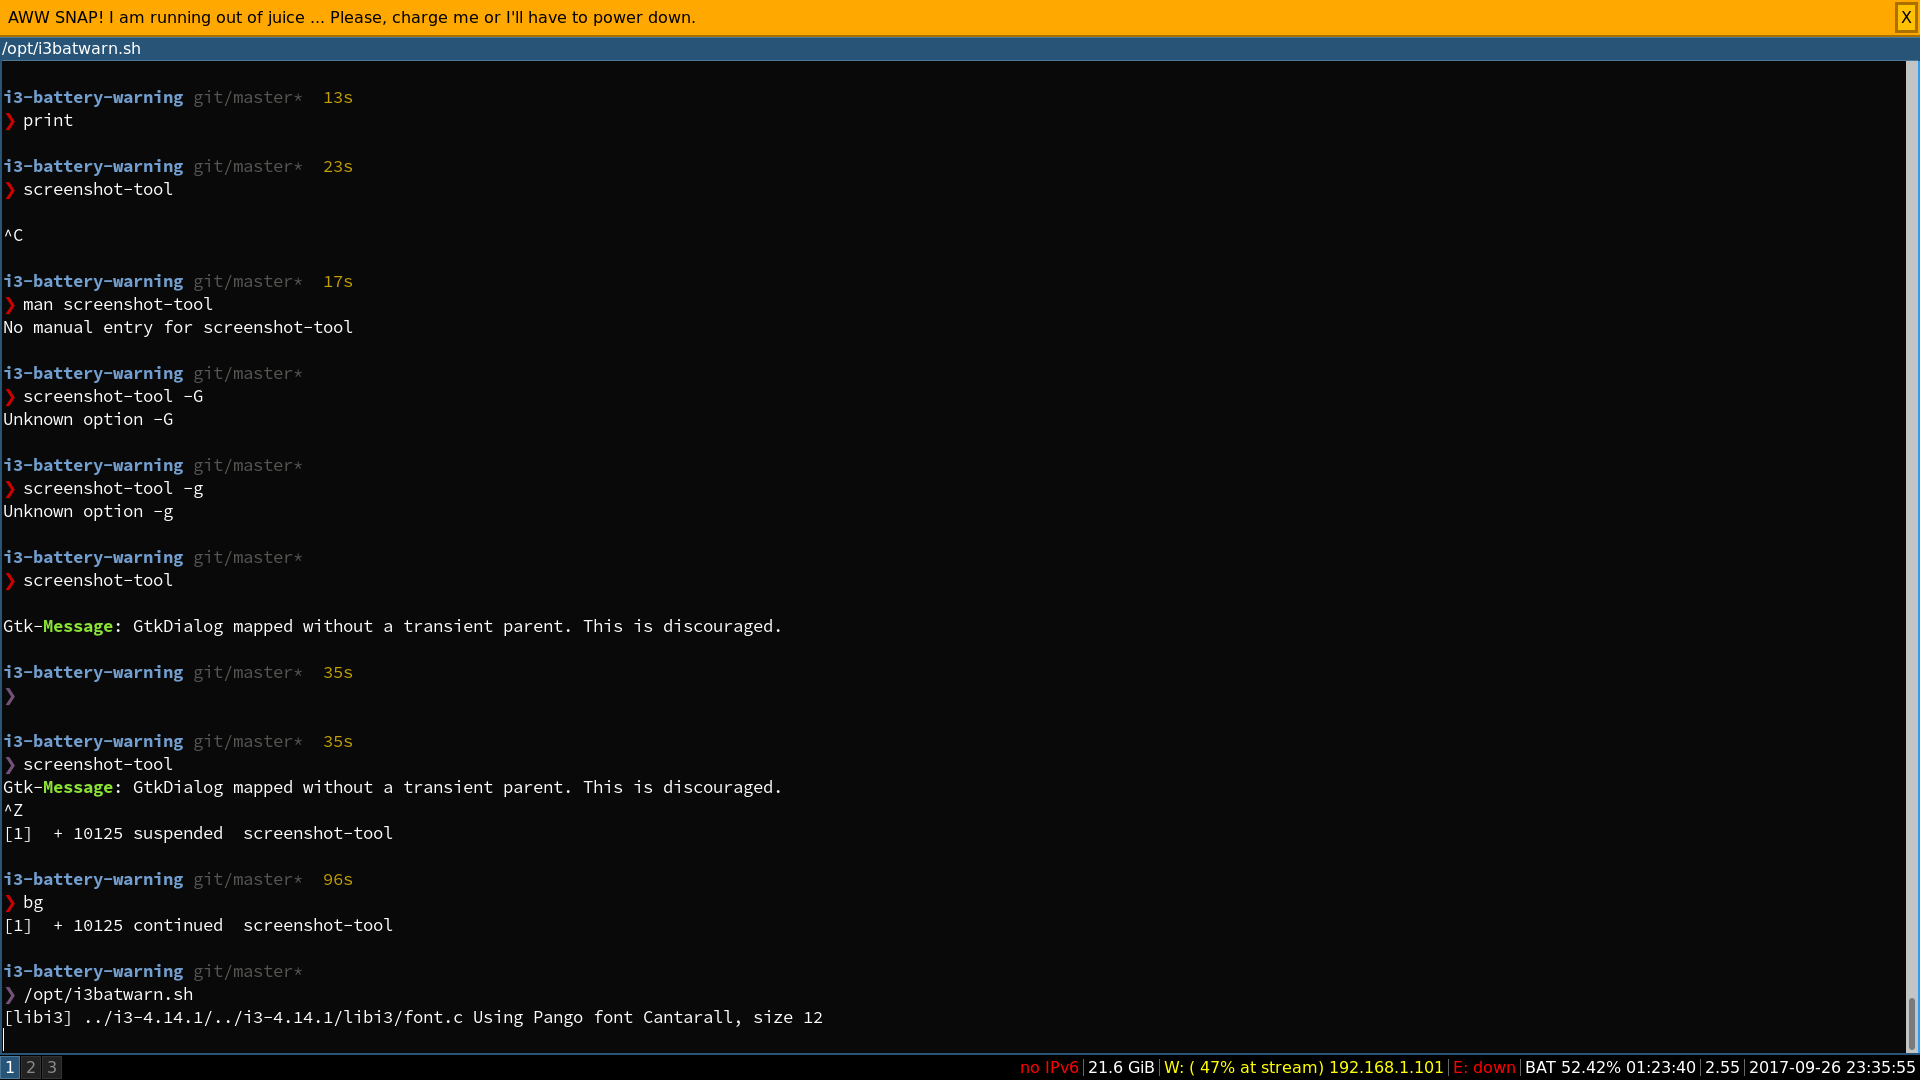 AWW SNAP! I am running out of juice ... Please, charge me or I'll have to power down. X
/opt/i3batwarn.sh
i3-battery-warning git/master* 13s
❯ print
i3-battery-warning git/master* 23s
❯ screenshot-tool
^C
i3-battery-warning git/master* 17s
❯ man screenshot-tool
No manual entry for screenshot-tool
i3-battery-warning git/master*
❯ screenshot-tool -G
Unknown option -G
i3-battery-warning git/master*
❯ screenshot-tool -g
Unknown option -g
i3-battery-warning git/master*
❯ screenshot-tool
Gtk-Message: GtkDialog mapped without a transient parent. This is discouraged.
i3-battery-warning git/master* 35s
❯
i3-battery-warning git/master* 35s
❯ screenshot-tool
Gtk-Message: GtkDialog mapped without a transient parent. This is discouraged.
^Z
[1]  + 10125 suspended  screenshot-tool
i3-battery-warning git/master* 96s
❯ bg
[1]  + 10125 continued  screenshot-tool
i3-battery-warning git/master*
❯ /opt/i3batwarn.sh
[libi3] ../i3-4.14.1/../i3-4.14.1/libi3/font.c Using Pango font Cantarall, size 12
1 2 3 no IPv6 | 21.6 GiB | W: ( 47% at stream) 192.168.1.101 | E: down | BAT 52.42% 01:23:40 | 2.55 | 2017-09-26 23:35:55